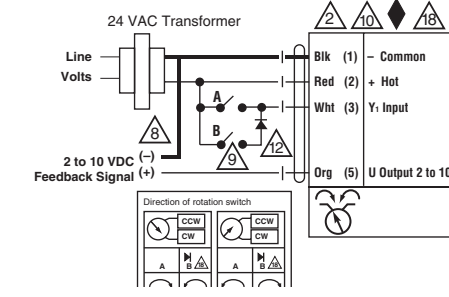 24 VAC Transformer
2 10 18
Line
Volts
Blk (1) – Common
Red (2) + Hot
A
Wht (3) Y1 Input
8
B
9 12
2 to 10 VDC (–)
Feedback Signal (+)
Org (5) U Output 2 to 10
Direction of rotation switch
CCW CCW
CW CW
A B 18 A B 18